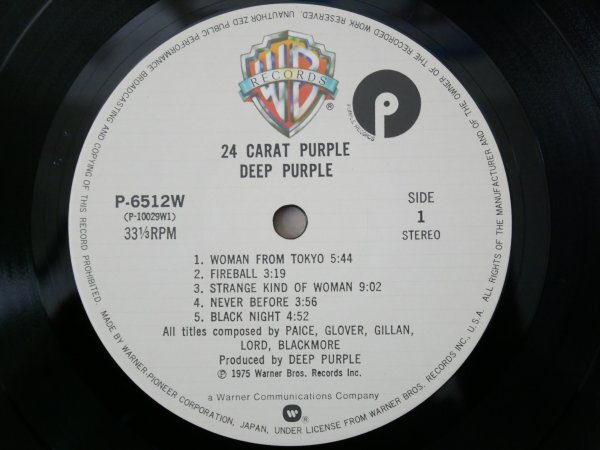 WB
RECORDS
®
p
PURPLE RECORDS
24 CARAT PURPLE
DEEP PURPLE
P-6512W
(P-10029W1)
33⅓RPM
SIDE
1
STEREO
1. WOMAN FROM TOKYO 5:44
2. FIREBALL 3:19
3. STRANGE KIND OF WOMAN 9:02
4. NEVER BEFORE 3:56
5. BLACK NIGHT 4:52
All titles composed by PAICE, GLOVER, GILLAN,
LORD, BLACKMORE
Produced by DEEP PURPLE
℗ 1975 Warner Bros. Records Inc.
a Warner Communications Company
®
MADE BY WARNER-PIONEER CORPORATION, JAPAN, UNDER LICENSE FROM WARNER BROS. RECORDS INC., U.S.A. ALL RIGHTS OF THE MANUFACTURER AND OF THE OWNER OF THE RECORDED WORK RESERVED. UNAUTHORIZED PUBLIC PERFORMANCE BROADCASTING AND COPYING OF THIS RECORD PROHIBITED.